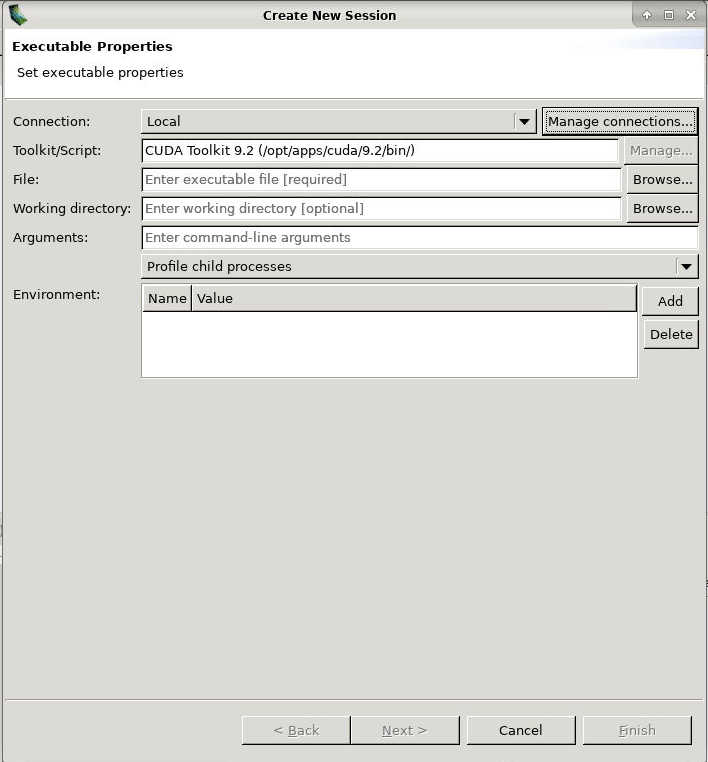 Create New Session
Executable Properties
Set executable properties
Connection: Local Manage connections...
Toolkit/Script: CUDA Toolkit 9.2 (/opt/apps/cuda/9.2/bin/) Manage...
File: Enter executable file [required] Browse...
Working directory: Enter working directory [optional] Browse...
Arguments: Enter command-line arguments
Profile child processes
Environment: Name Value Add
Delete
< Back Next > Cancel Finish